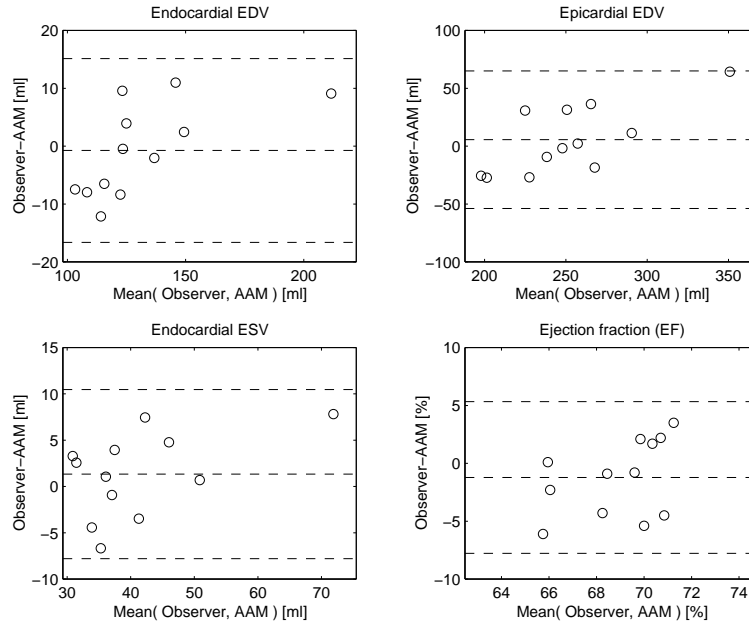 Endocardial EDV
20
10
0
−10
−20
Observer−AAM [ml]
100 150 200
Mean( Observer, AAM ) [ml]
Epicardial EDV
100
50
0
−50
−100
Observer−AAM [ml]
200 250 300 350
Mean( Observer, AAM ) [ml]
Endocardial ESV
15
10
5
0
−5
−10
Observer−AAM [ml]
30 40 50 60 70
Mean( Observer, AAM ) [ml]
Ejection fraction (EF)
10
5
0
−5
−10
Observer−AAM [%]
64 66 68 70 72 74
Mean( Observer, AAM ) [%]